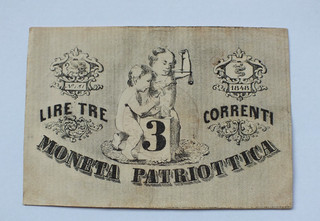 1848
LIRE TRE
3
CORRENTI
MONETA PATRIOTTICA